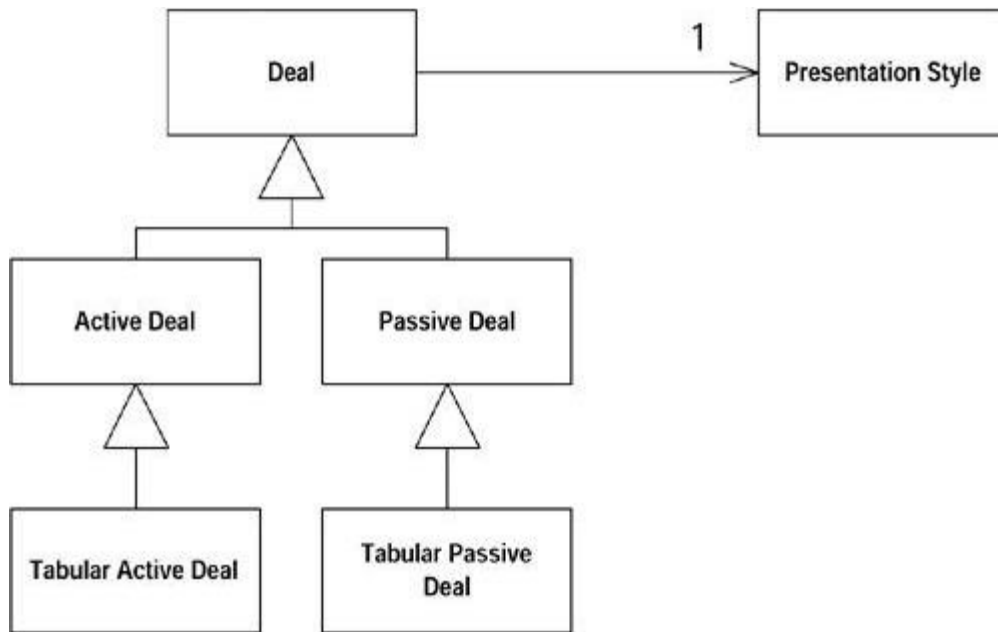 Deal
1
Presentation Style
Active Deal
Passive Deal
Tabular Active Deal
Tabular Passive
Deal